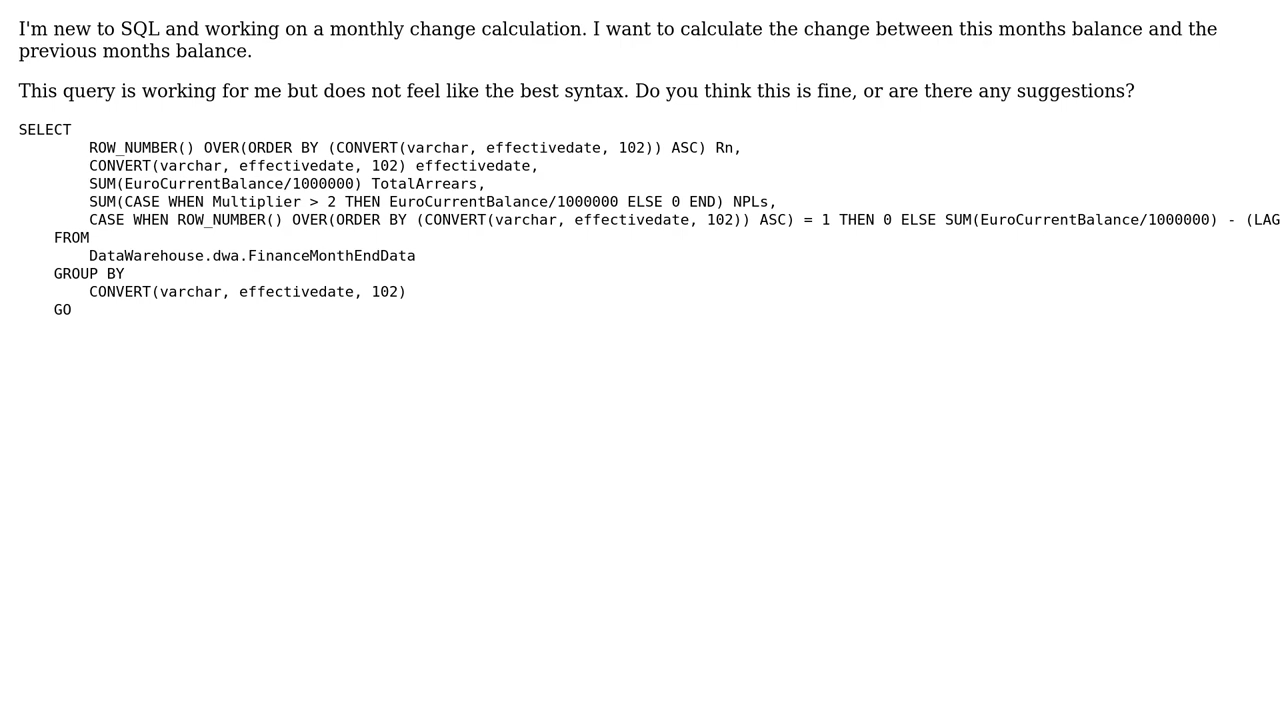 I'm new to SQL and working on a monthly change calculation. I want to calculate the change between this months balance and the
previous months balance.
This query is working for me but does not feel like the best syntax. Do you think this is fine, or are there any suggestions?
SELECT
ROW_NUMBER() OVER(ORDER BY (CONVERT(varchar, effectivedate, 102)) ASC) Rn,
CONVERT(varchar, effectivedate, 102) effectivedate,
SUM(EuroCurrentBalance/1000000) TotalArrears,
SUM(CASE WHEN Multiplier > 2 THEN EuroCurrentBalance/1000000 ELSE 0 END) NPLs,
CASE WHEN ROW_NUMBER() OVER(ORDER BY (CONVERT(varchar, effectivedate, 102)) ASC) = 1 THEN 0 ELSE SUM(EuroCurrentBalance/1000000) - (LAG
FROM
DataWarehouse.dwa.FinanceMonthEndData
GROUP BY
CONVERT(varchar, effectivedate, 102)
GO